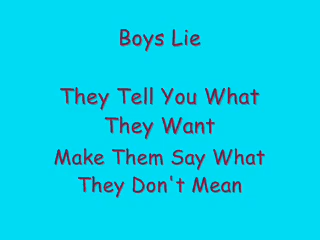 Boys Lie
They Tell You What
They Want
Make Them Say What
They Don't Mean